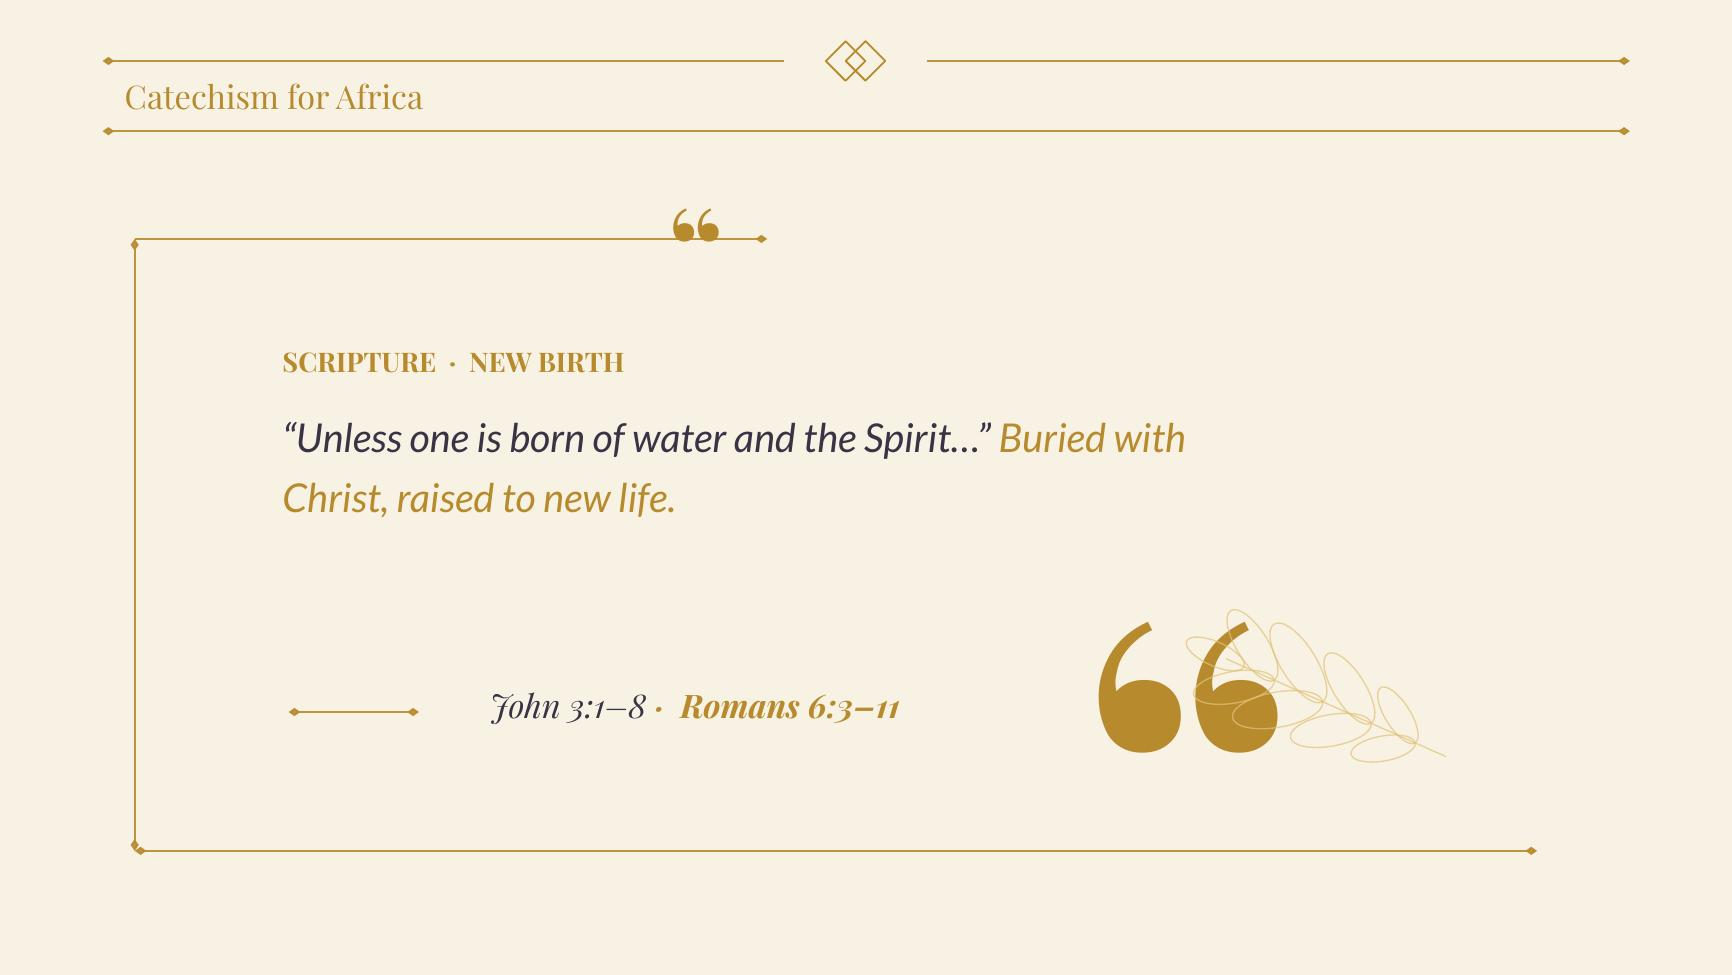 Catechism for Africa
SCRIPTURE · NEW BIRTH
“Unless one is born of water and the Spirit…” Buried with
Christ, raised to new life.
John 3:1–8 · Romans 6:3–11